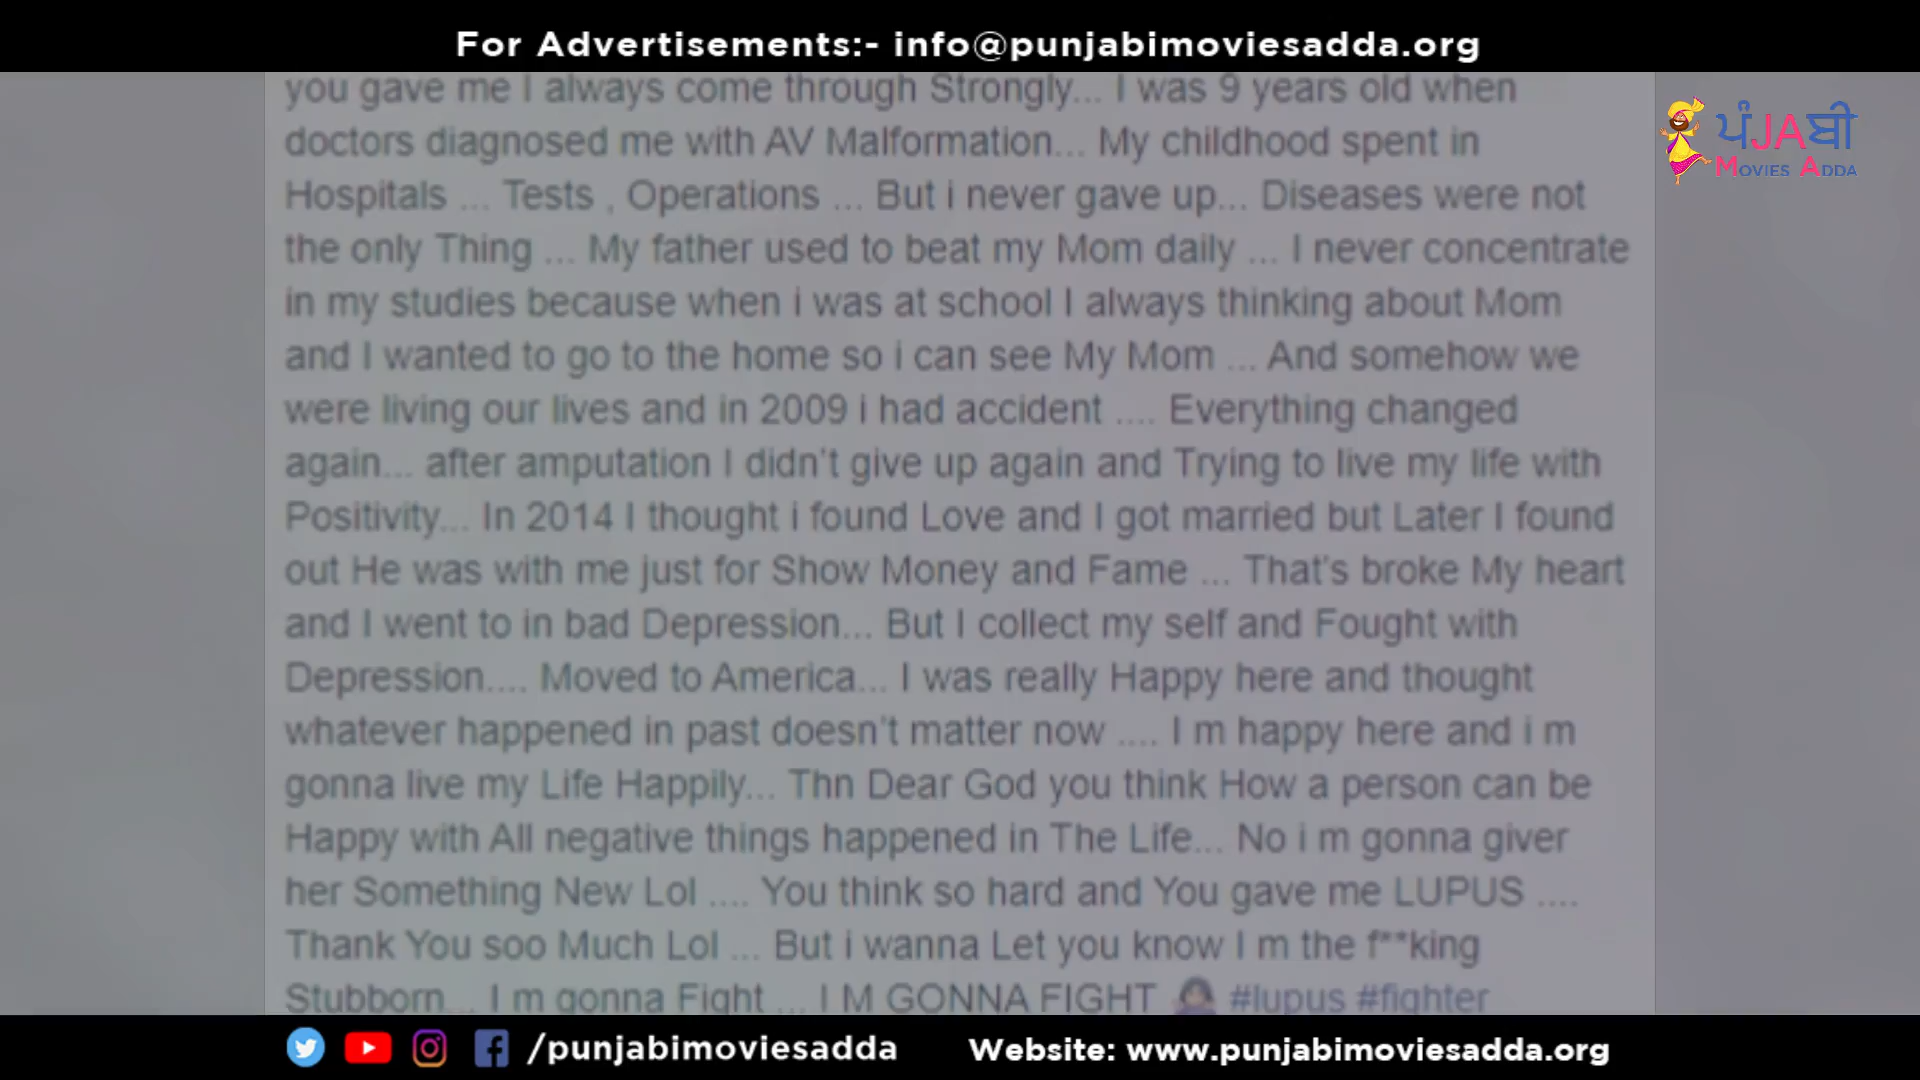 For Advertisements:- info@punjabimoviesadda.org
you gave me I always come through Strongly... I was 9 years old when
doctors diagnosed me with AV Malformation... My childhood spent in
Hospitals ... Tests , Operations ... But i never gave up... Diseases were not
the only Thing ... My father used to beat my Mom daily ... I never concentrate
in my studies because when i was at school I always thinking about Mom
and I wanted to go to the home so i can see My Mom ... And somehow we
were living our lives and in 2009 i had accident .... Everything changed
again... after amputation I didn't give up again and Trying to live my life with
Positivity... In 2014 I thought i found Love and I got married but Later I found
out He was with me just for Show Money and Fame ... That's broke My heart
and I went to in bad Depression... But I collect my self and Fought with
Depression.... Moved to America... I was really Happy here and thought
whatever happened in past doesn't matter now .... I m happy here and i m
gonna live my Life Happily... Thn Dear God you think How a person can be
Happy with All negative things happened in The Life... No i m gonna giver
her Something New Lol .... You think so hard and You gave me LUPUS ....
Thank You soo Much Lol ... But i wanna Let you know I m the f**king
Stubborn... I m gonna Fight ... I M GONNA FIGHT #lupus #fighter
ਪੰJAਬੀ
MOVIES ADDA
/punjabimoviesadda
Website: www.punjabimoviesadda.org